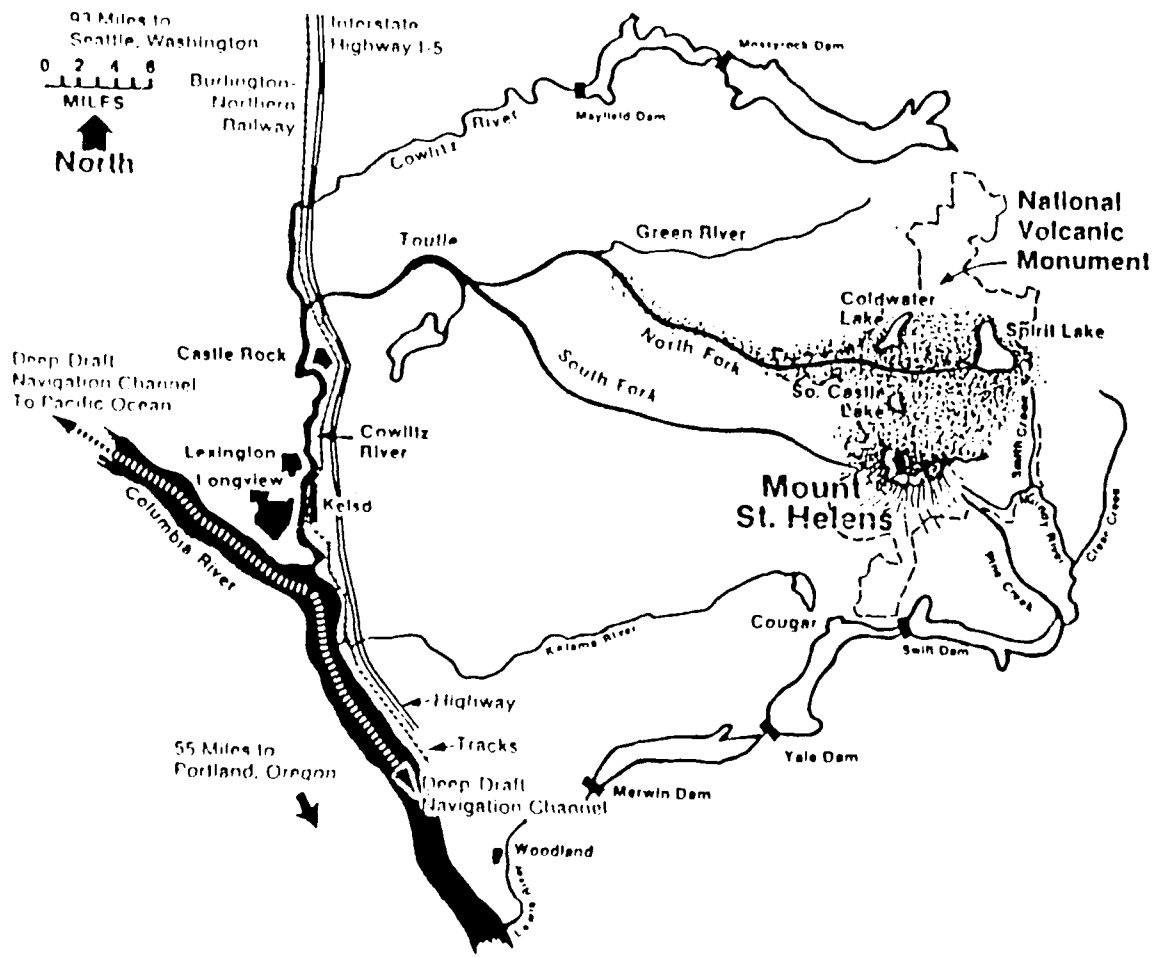 93 Miles to
Seattle, Washington
0 2 4 6
MILES
North
Interstate
Highway I-5
Burlington-
Northern
Railway
Mossyrock Dam
Mayfield Dam
Cowlitz River
National
Volcanic
Monument
Green River
Toutle
Coldwater
Lake
Spirit Lake
North Fork
South Fork
So. Castle
Lake
Castle Rock
Deep Draft
Navigation Channel
To Pacific Ocean
Cowlitz
River
Lexington
Longview
Kelso
Columbia River
Mount
St. Helens
Smith Creek
Muddy River
Clear Creek
Pine Creek
Kalama River
Cougar
Swift Dam
Highway
Tracks
Yale Dam
55 Miles to
Portland, Oregon
Deep Draft
Navigation Channel
Merwin Dam
Woodland
Lewis River